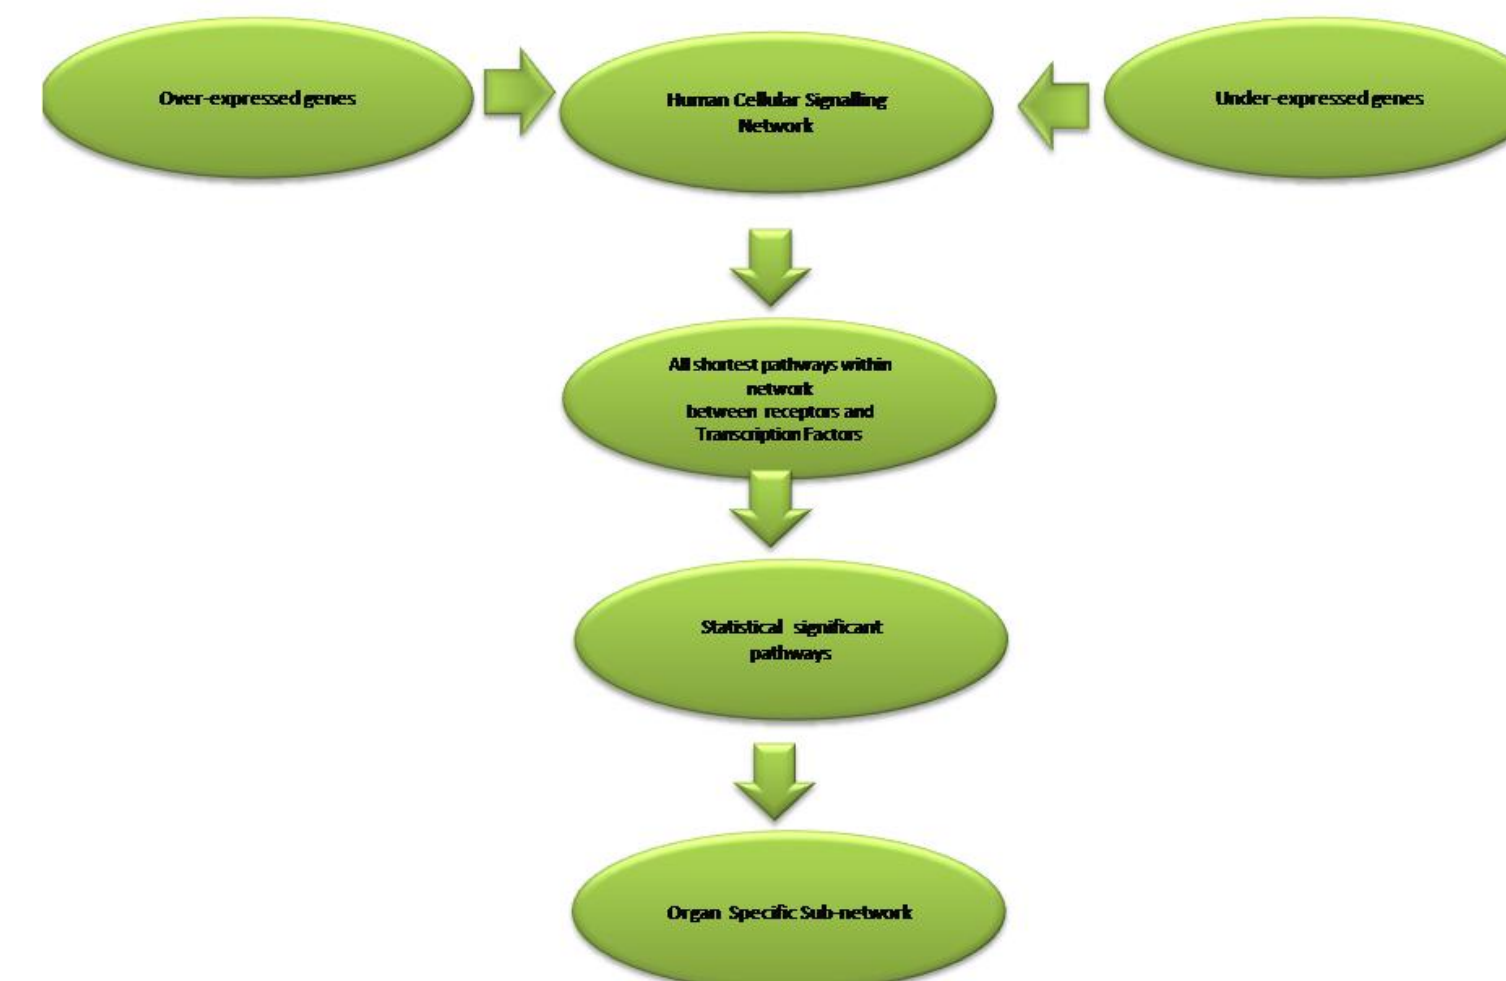 Over-expressed genes
Human Cellular Signalling
Network
Under-expressed genes
All shortest pathways within
network
between receptors and
Transcription Factors
Statistical significant
pathways
Organ Specific Sub-network